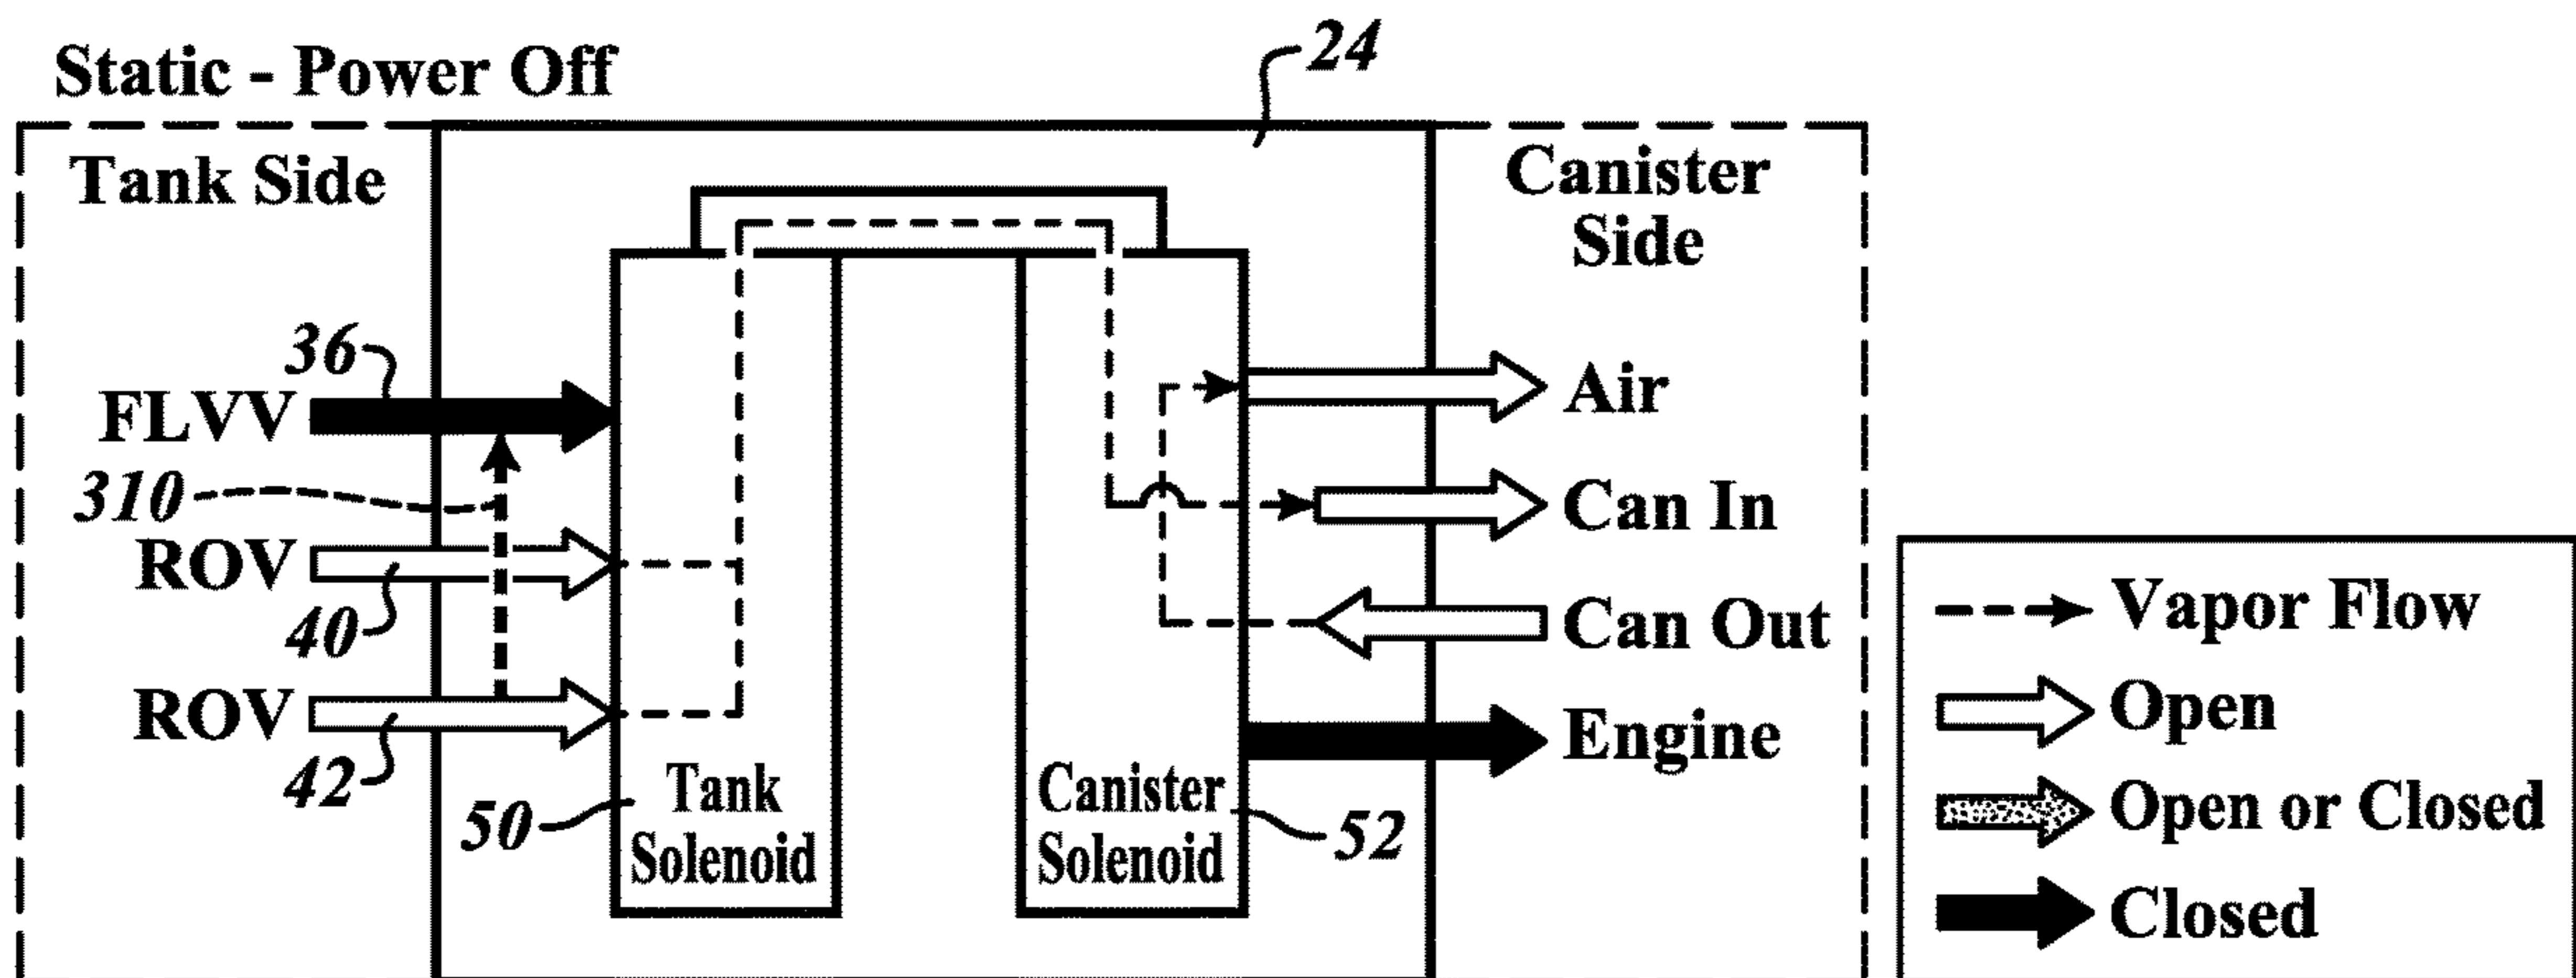 Static - Power Off
24
Tank Side
Canister
Side
36
FLVV
310
ROV
40
ROV
42
50
Tank
Solenoid
Canister
Solenoid
52
Air
Can In
Can Out
Engine
Vapor Flow
Open
Open or Closed
Closed